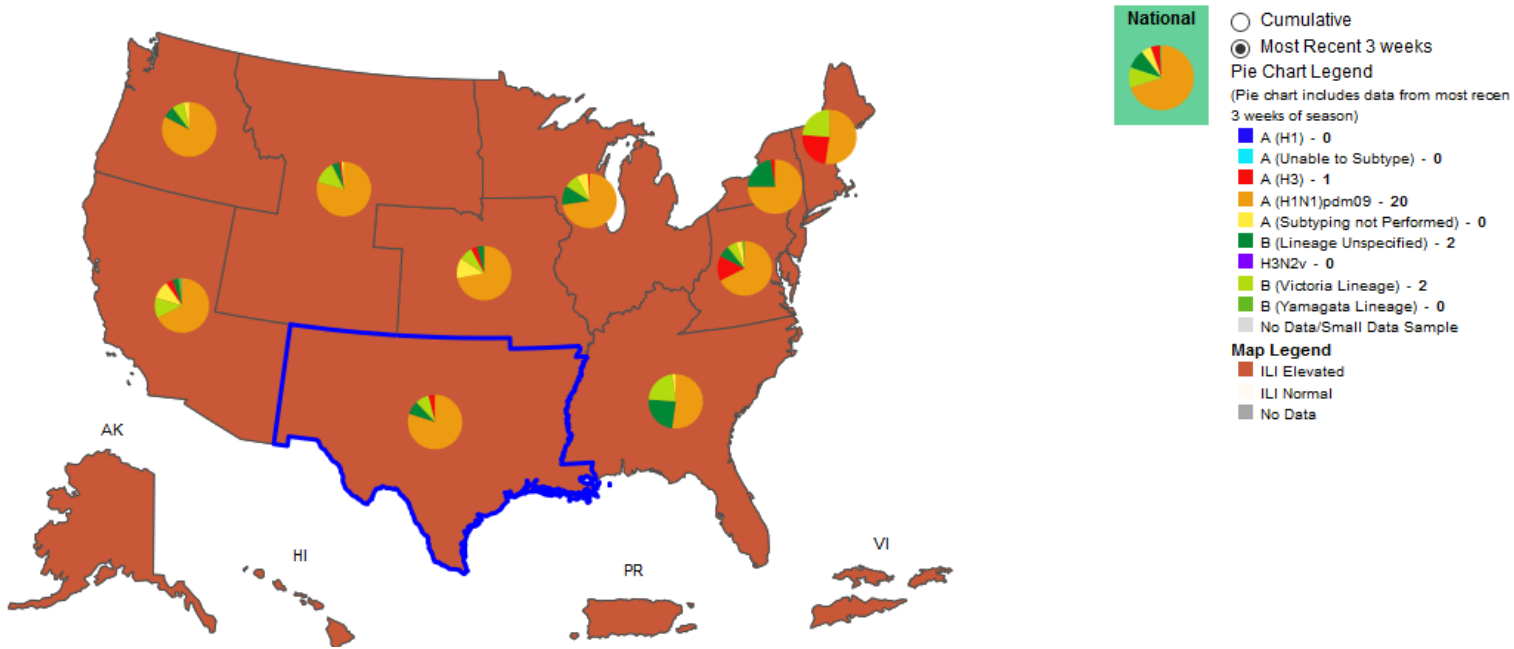 National
Cumulative
Most Recent 3 weeks
Pie Chart Legend
(Pie chart includes data from most recen
3 weeks of season)
A (H1) - 0
A (Unable to Subtype) - 0
A (H3) - 1
A (H1N1)pdm09 - 20
A (Subtyping not Performed) - 0
B (Lineage Unspecified) - 2
H3N2v - 0
B (Victoria Lineage) - 2
B (Yamagata Lineage) - 0
No Data/Small Data Sample
Map Legend
ILI Elevated
ILI Normal
No Data
AK
HI
PR
VI